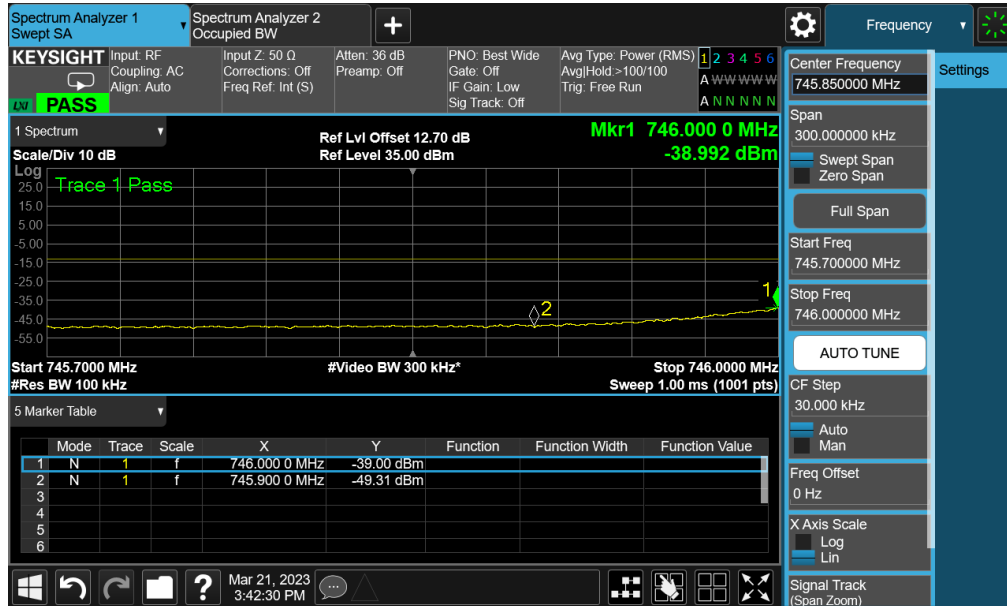 Spectrum Analyzer 1
Swept SA
Spectrum Analyzer 2
Occupied BW
+
Frequency
KEYSIGHT
LXI
PASS
Input: RF
Coupling: AC
Align: Auto
Input Z: 50 Ω
Corrections: Off
Freq Ref: Int (S)
Atten: 36 dB
Preamp: Off
PNO: Best Wide
Gate: Off
IF Gain: Low
Sig Track: Off
Avg Type: Power (RMS)
Avg|Hold:>100/100
Trig: Free Run
1 2 3 4 5 6
A W W W W W
A N N N N N
1 Spectrum
Scale/Div 10 dB
Ref Lvl Offset 12.70 dB
Ref Level 35.00 dBm
Mkr1 746.000 0 MHz
-38.992 dBm
Log
Trace 1 Pass
25.0
15.0
5.00
-5.00
-15.0
-25.0
-35.0
-45.0
-55.0
1
2
Start 745.7000 MHz
#Video BW 300 kHz*
Stop 746.0000 MHz
#Res BW 100 kHz
Sweep 1.00 ms (1001 pts)
5 Marker Table
Mode Trace Scale X Y Function Function Width Function Value
1 N 1 f 746.000 0 MHz -39.00 dBm
2 N 1 f 745.900 0 MHz -49.31 dBm
3
4
5
6
Center Frequency
745.850000 MHz
Settings
Span
300.000000 kHz
Swept Span
Zero Span
Full Span
Start Freq
745.700000 MHz
Stop Freq
746.000000 MHz
AUTO TUNE
CF Step
30.000 kHz
Auto
Man
Freq Offset
0 Hz
X Axis Scale
Log
Lin
Signal Track
(Span Zoom)
?
Mar 21, 2023
3:42:30 PM